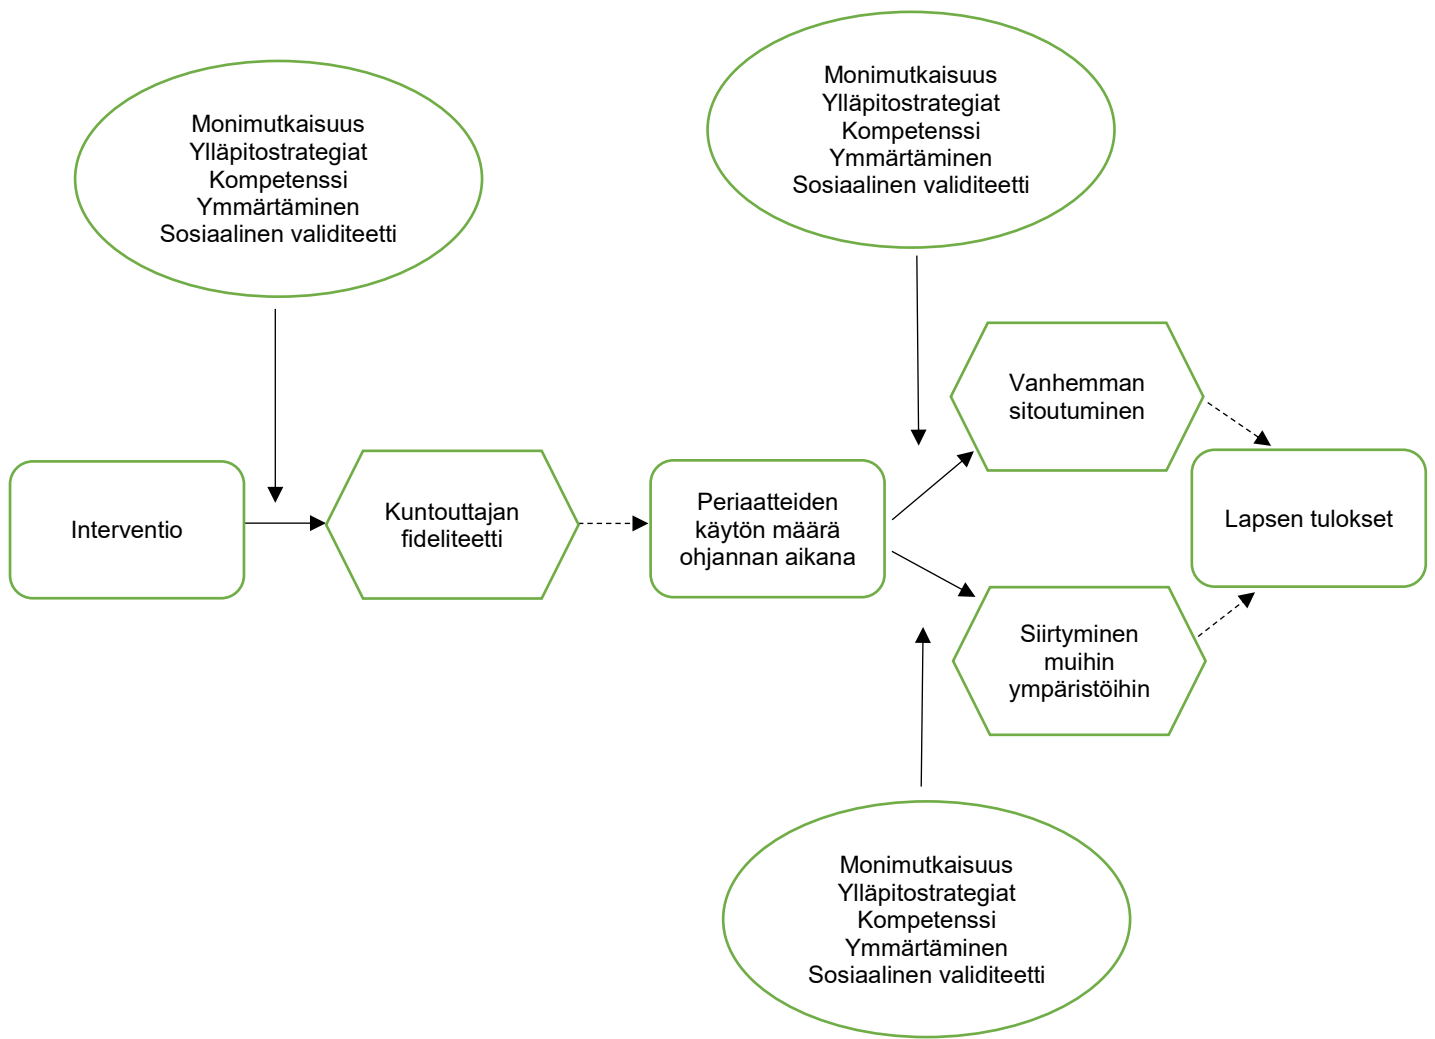 Monimutkaisuus
Ylläpitostrategiat
Kompetenssi
Ymmärtäminen
Sosiaalinen validiteetti
Monimutkaisuus
Ylläpitostrategiat
Kompetenssi
Ymmärtäminen
Sosiaalinen validiteetti
Interventio
Kuntouttajan
fideliteetti
Periaatteiden
käytön määrä
ohjannan aikana
Vanhemman
sitoutuminen
Siirtyminen
muihin
ympäristöihin
Lapsen tulokset
Monimutkaisuus
Ylläpitostrategiat
Kompetenssi
Ymmärtäminen
Sosiaalinen validiteetti